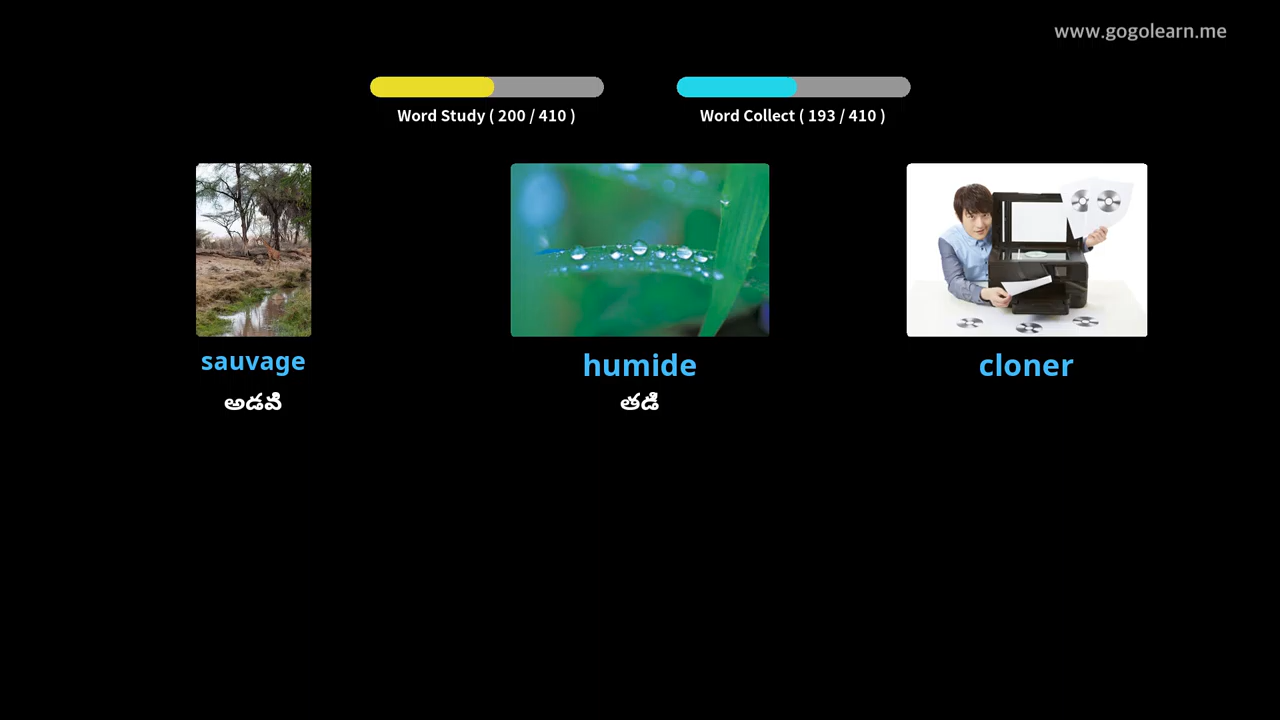 www.gogolearn.me
Word Study ( 200 / 410 )
Word Collect ( 193 / 410 )
sauvage
humide
cloner
అడవి
తడి